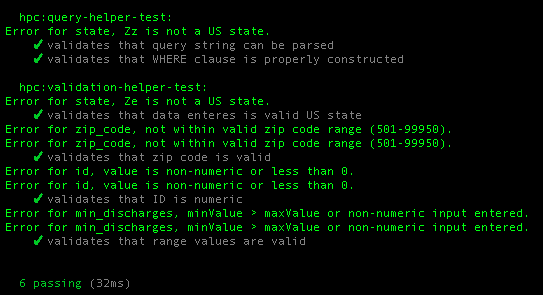 hpc:query-helper-test:
Error for state, Zz is not a US state.
✔ validates that query string can be parsed
✔ validates that WHERE clause is properly constructed
hpc:validation-helper-test:
Error for state, Ze is not a US state.
✔ validates that data enteres is valid US state
Error for zip_code, not within valid zip code range (501-99950).
Error for zip_code, not within valid zip code range (501-99950).
✔ validates that zip code is valid
Error for id, value is non-numeric or less than 0.
Error for id, value is non-numeric or less than 0.
✔ validates that ID is numeric
Error for min_discharges, minValue > maxValue or non-numeric input entered.
Error for min_discharges, minValue > maxValue or non-numeric input entered.
✔ validates that range values are valid
6 passing (32ms)